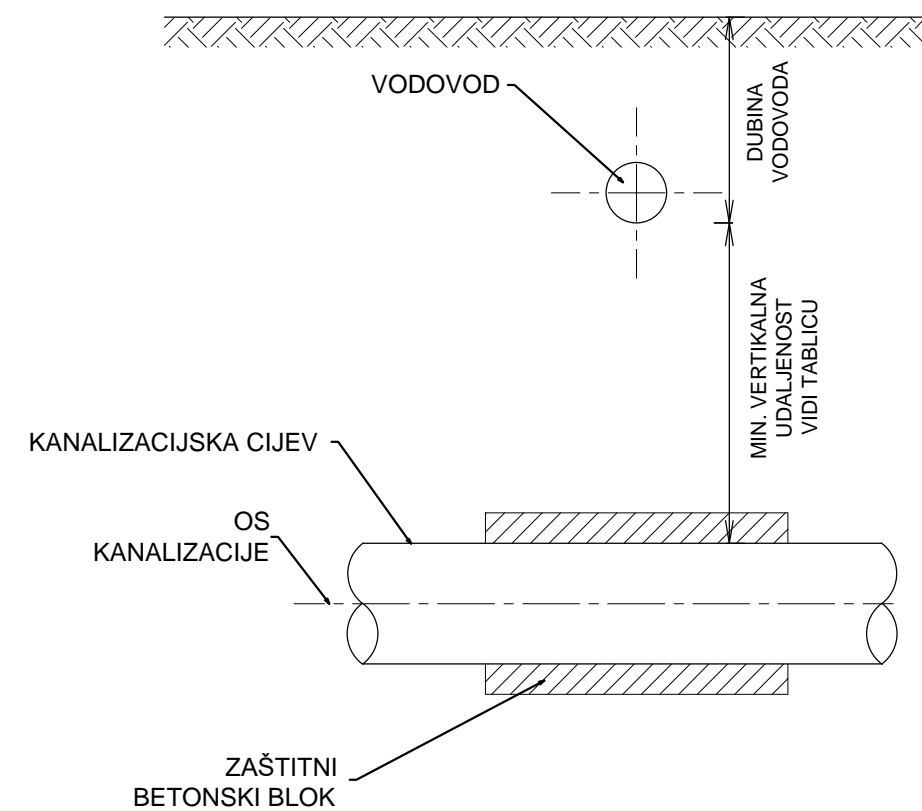 VODOVOD
DUBINA
VODOVODA
MIN. VERTIKALNA
UDALJENOST
VIDI TABLICU
KANALIZACIJSKA CIJEV
OS
KANALIZACIJE
ZAŠTITNI
BETONSKI BLOK